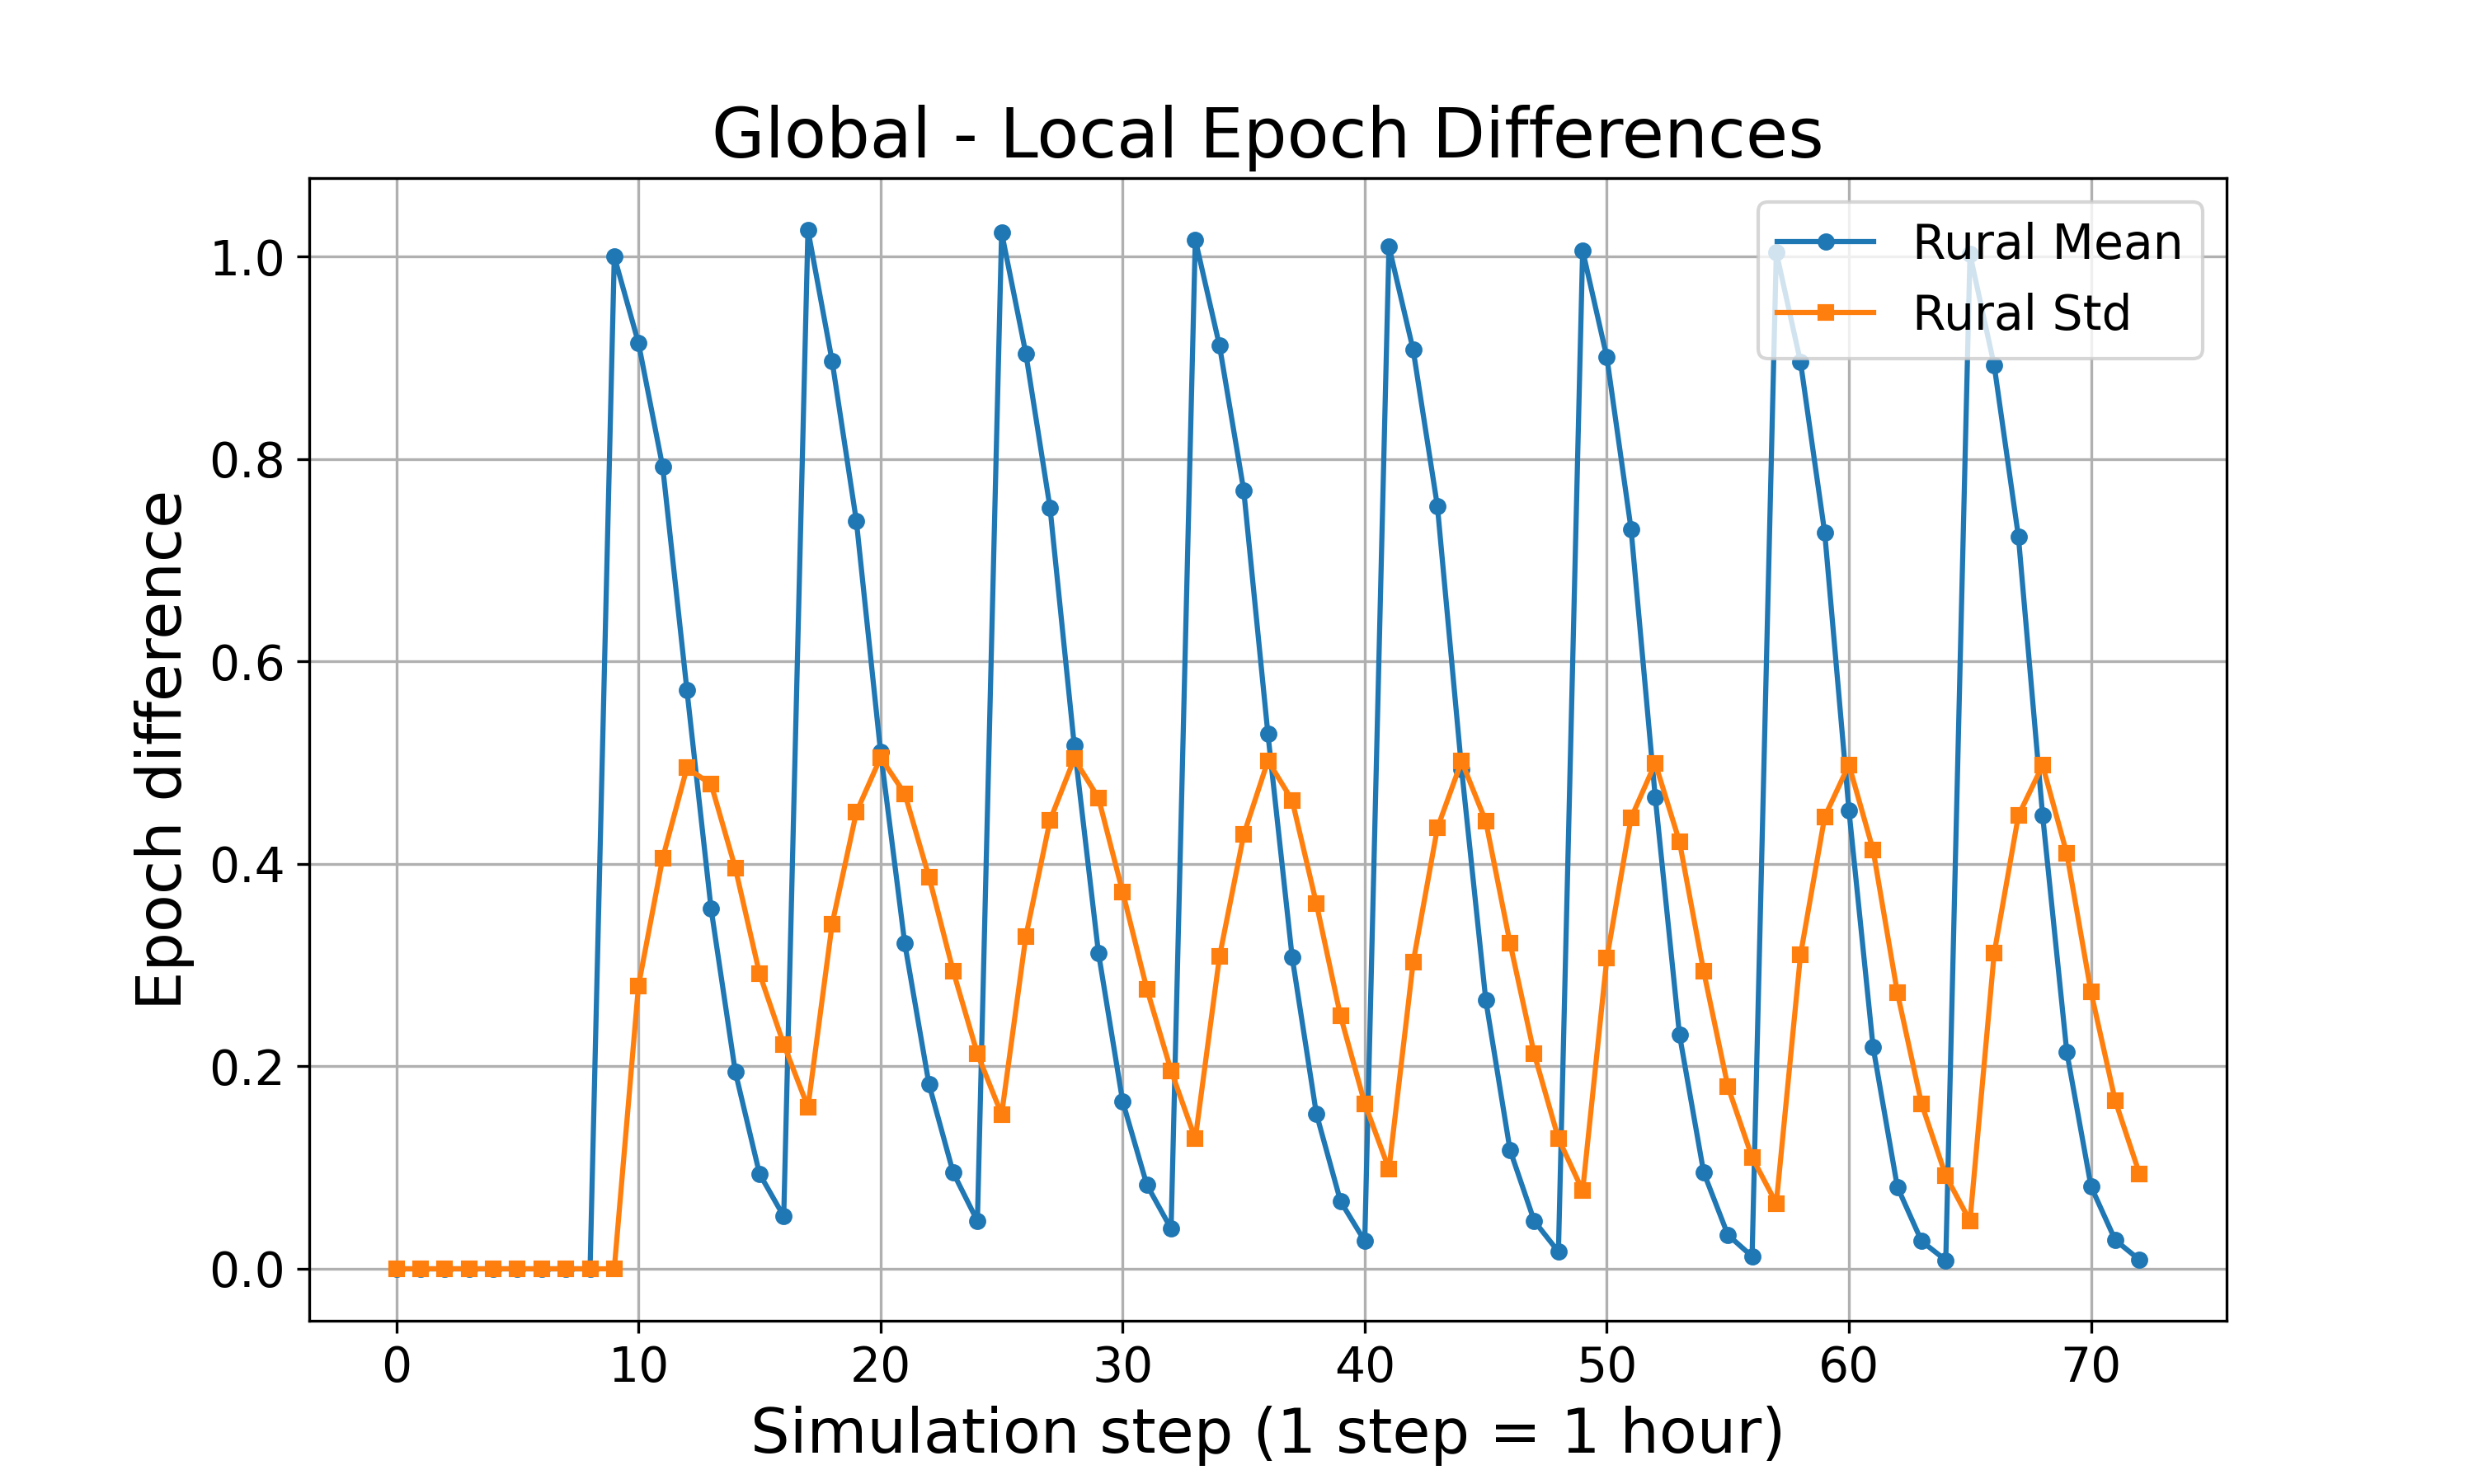 Global - Local Epoch Differences
Rural Mean
Rural Std
Epoch difference
1.0
0.8
0.6
0.4
0.2
0.0
0 10 20 30 40 50 60 70
Simulation step (1 step = 1 hour)